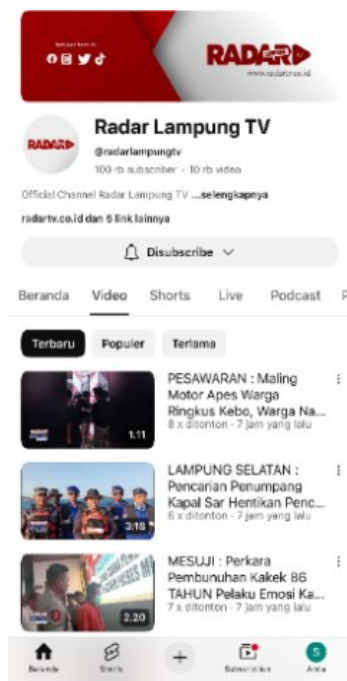 RADAR
www.radartv.co.id
RADAR
Radar Lampung TV
@radarlampungtv
100 rb subscriber · 10 rb video
Official Channel Radar Lampung TV ...selengkapnya
radartv.co.id dan 5 link lainnya
Disubscribe
Beranda Video Shorts Live Podcast P
Terbaru Populer Terlama
PESAWARAN : Maling
Motor Apes Warga
Ringkus Kebo, Warga Na...
8 x ditonton · 7 jam yang lalu
1.11
LAMPUNG SELATAN :
Pencarian Penumpang
Kapal Sar Hentikan Penc...
6 x ditonton · 7 jam yang lalu
3:18
MESUJI : Perkara
Pembunuhan Kakek 86
TAHUN Pelaku Emosi Ka...
7 x ditonton · 7 jam yang lalu
2.20
Beranda Shorts Subscription Anda
S